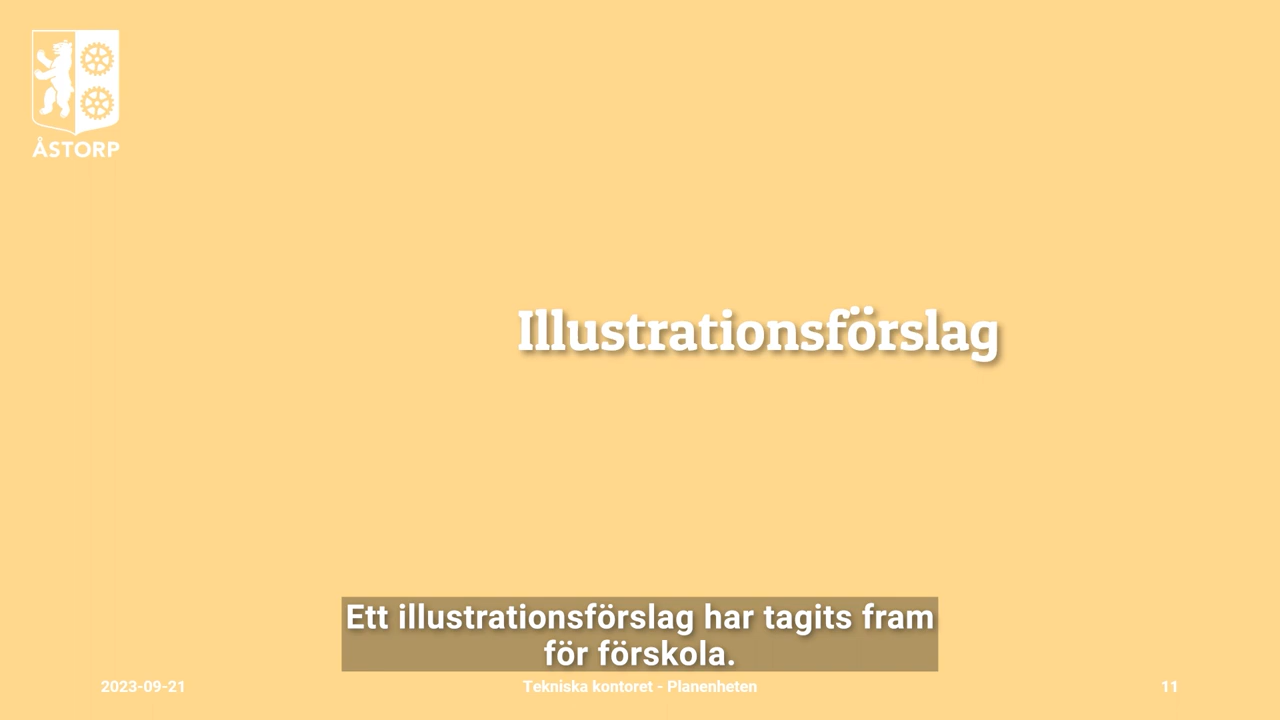 ÅSTORP
Illustrationsförslag
Ett illustrationsförslag har tagits fram
för förskola.
2023-09-21
Tekniska kontoret - Planenheten
11